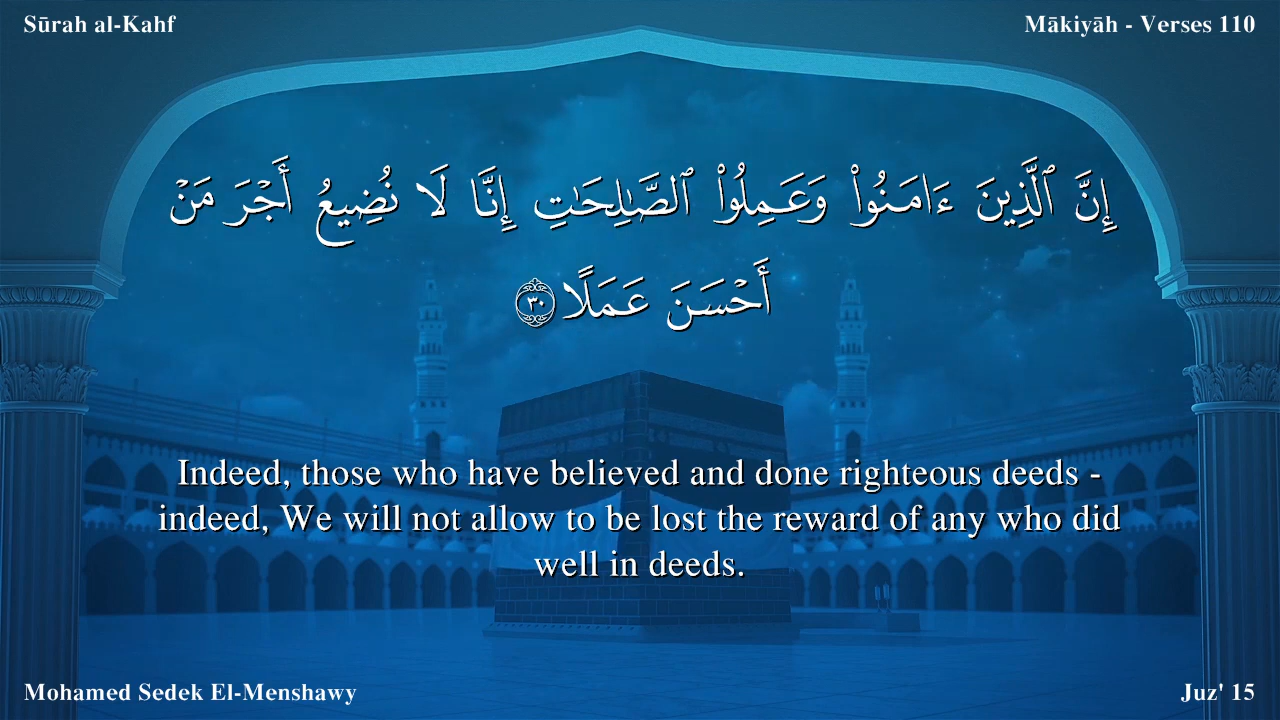 Sūrah al-Kahf
Mākiyāh - Verses 110
إِنَّ ٱلَّذِينَ ءَامَنُوا۟ وَعَمِلُوا۟ ٱلصَّـٰلِحَـٰتِ إِنَّا لَا نُضِيعُ أَجْرَ مَنْ
أَحْسَنَ عَمَلًا ٣٠
Indeed, those who have believed and done righteous deeds -
indeed, We will not allow to be lost the reward of any who did
well in deeds.
Mohamed Sedek El-Menshawy
Juz' 15